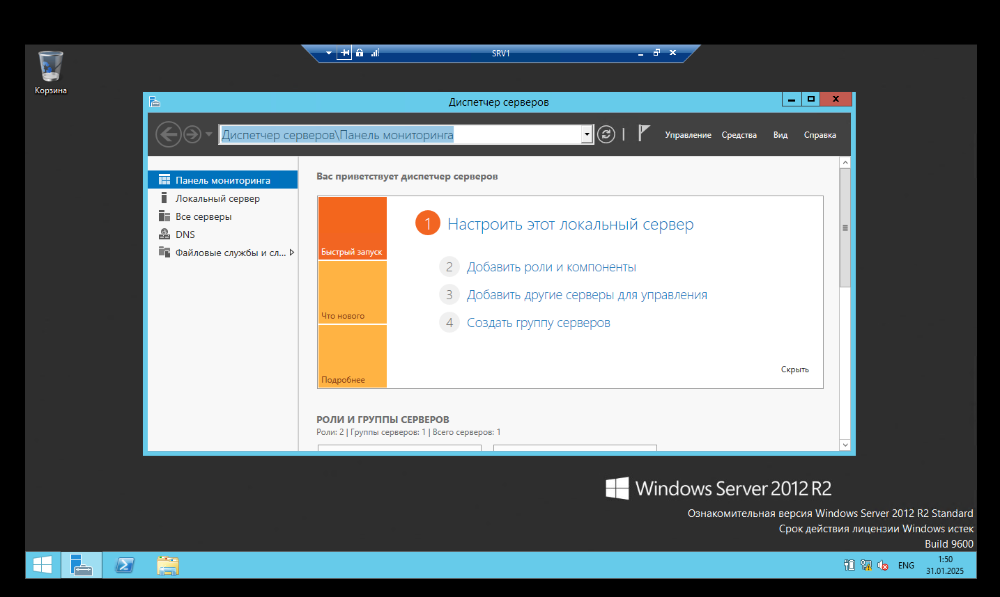 SRV1
Корзина
Диспетчер серверов
Диспетчер серверов\Панель мониторинга
Управление Средства Вид Справка
Панель мониторинга
Локальный сервер
Все серверы
DNS
Файловые службы и сл...
Вас приветствует диспетчер серверов
Быстрый запуск
Что нового
Подробнее
1 Настроить этот локальный сервер
2 Добавить роли и компоненты
3 Добавить другие серверы для управления
4 Создать группу серверов
Скрыть
РОЛИ И ГРУППЫ СЕРВЕРОВ
Роли: 2 | Группы серверов: 1 | Всего серверов: 1
Windows Server 2012 R2
Ознакомительная версия Windows Server 2012 R2 Standard
Срок действия лицензии Windows истек
Build 9600
ENG
1:50
31.01.2025